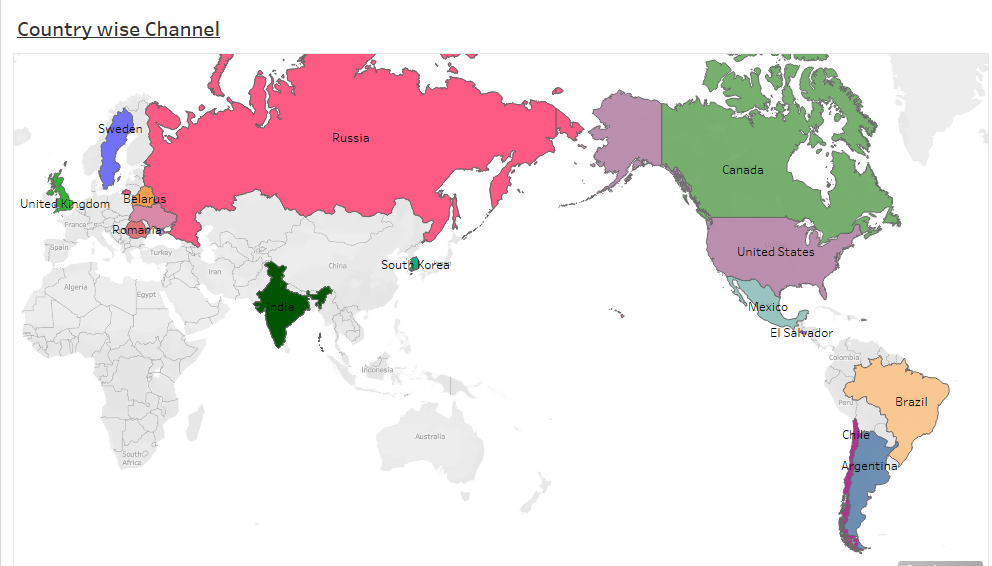 Country wise Channel
Sweden
Russia
Canada
United Kingdom
Belarus
Romania
France
Spain
Turkey
United States
South Korea
China
Iran
Algeria
Egypt
India
Mexico
El Salvador
Colombia
Indonesia
Brazil
Peru
Chile
Australia
South
Africa
Argentina